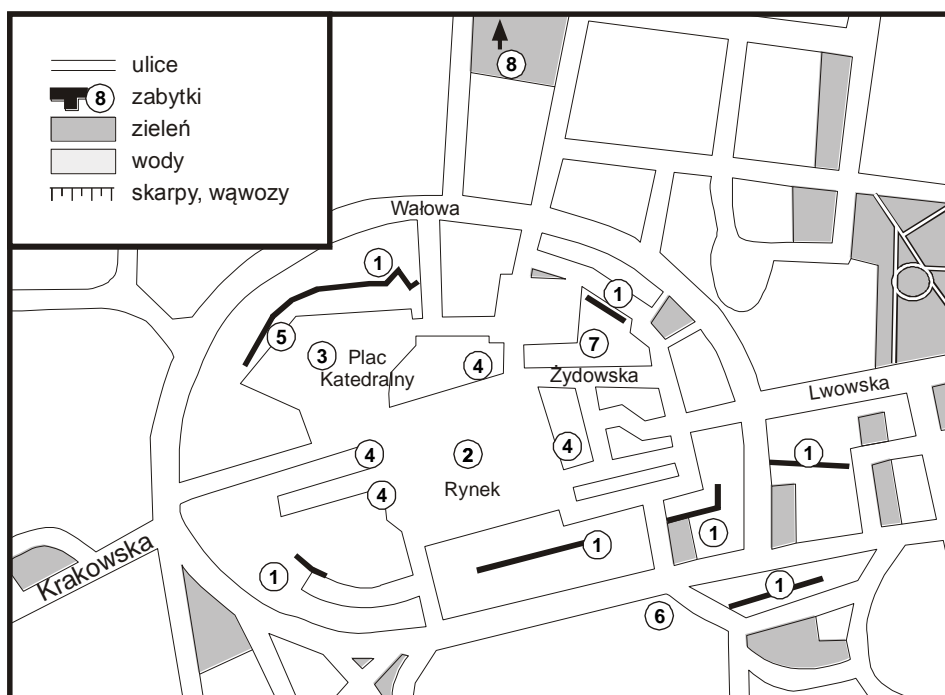 ulice
8
zabytki
zieleń
wody
skarpy, wąwozy
8
Wałowa
1
1
5
3
Plac
Katedralny
4
7
Żydowska
Lwowska
4
2
4
1
Rynek
4
1
1
1
Krakowska
1
6